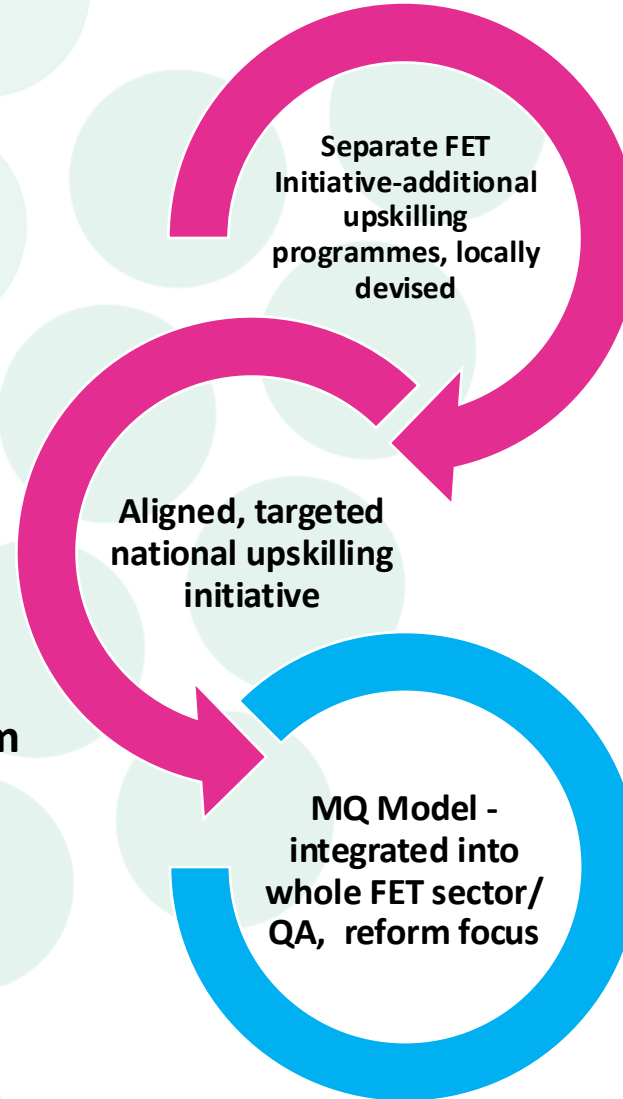 Separate FET
Initiative-additional
upskilling
programmes, locally
devised
Aligned, targeted
national upskilling
initiative
MQ Model -
integrated into
whole FET sector/
QA, reform focus